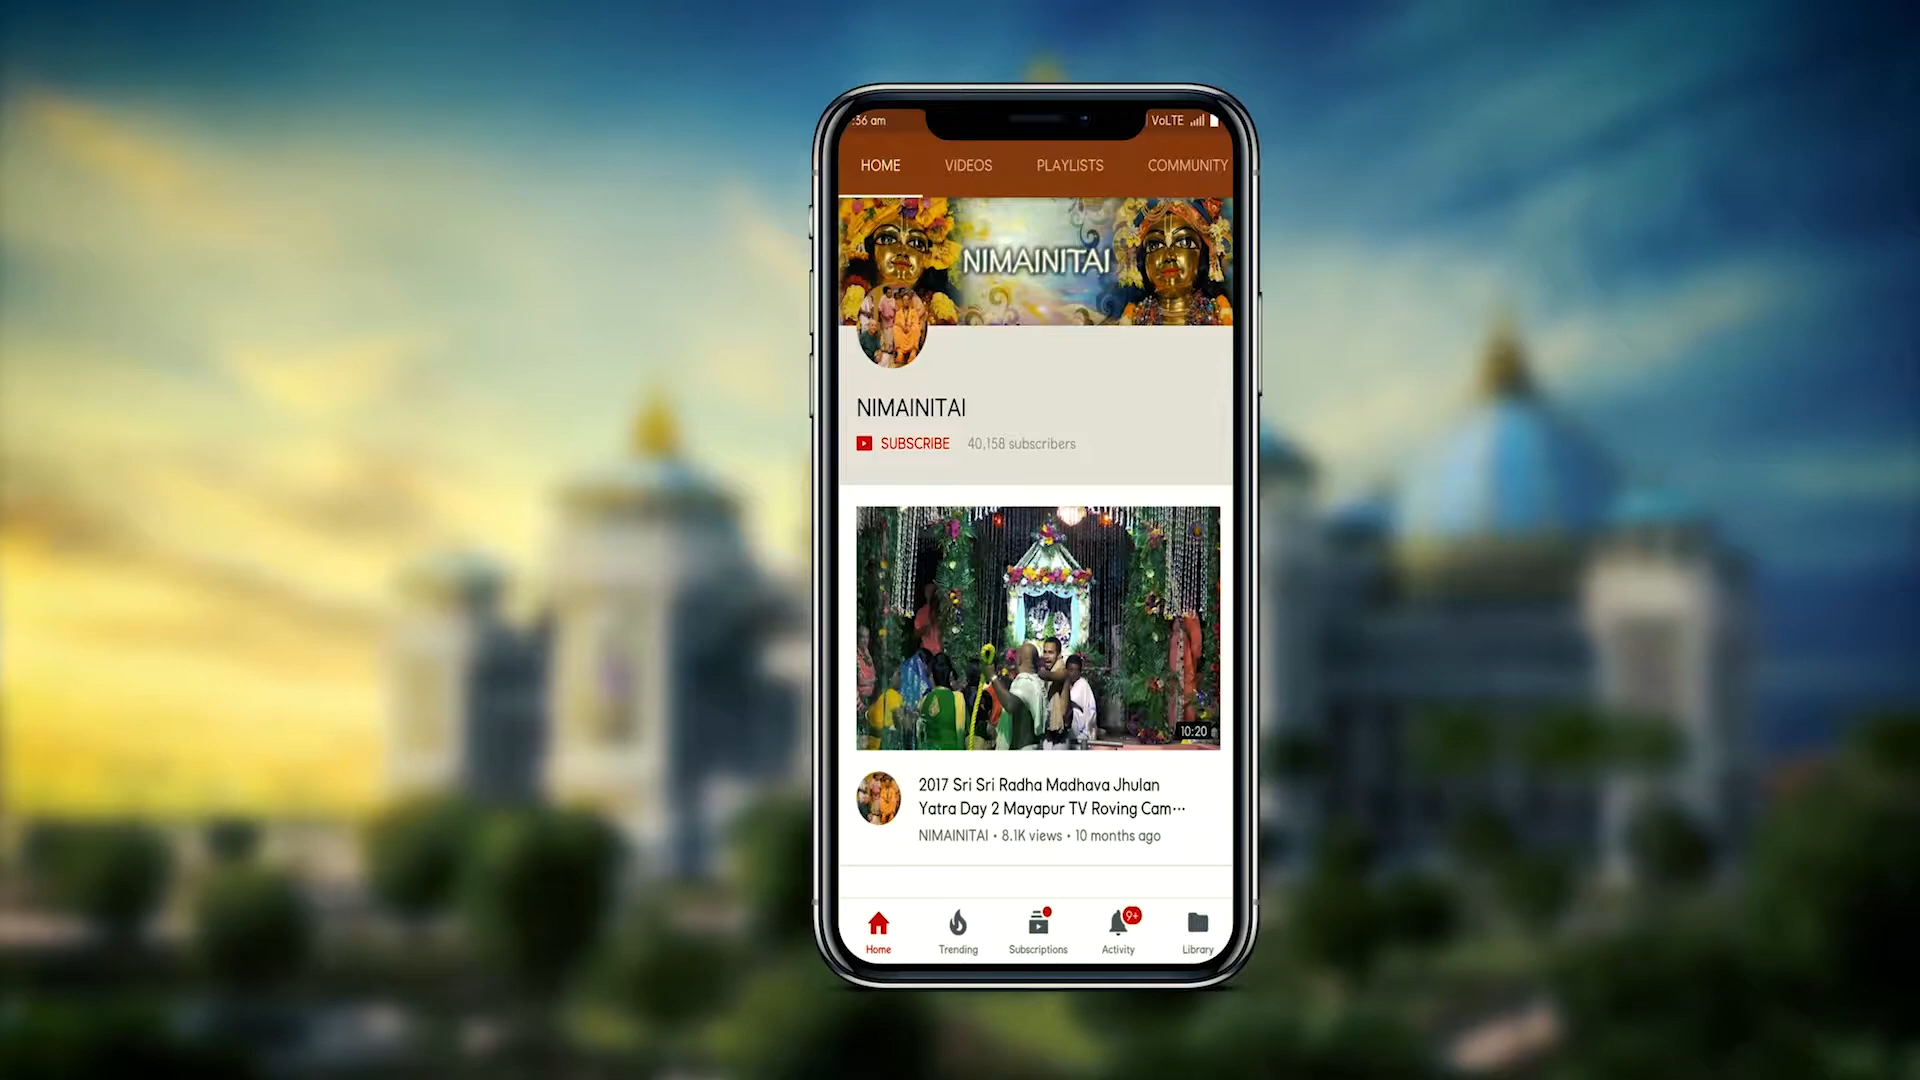 :36 am
VoLTE
HOME VIDEOS PLAYLISTS COMMUNITY
NIMAINITAI
NIMAINITAI
SUBSCRIBE 40,158 subscribers
10:20
2017 Sri Sri Radha Madhava Jhulan
Yatra Day 2 Mayapur TV Roving Cam...
NIMAINITAI • 8.1K views • 10 months ago
9+
Home Trending Subscriptions Activity Library